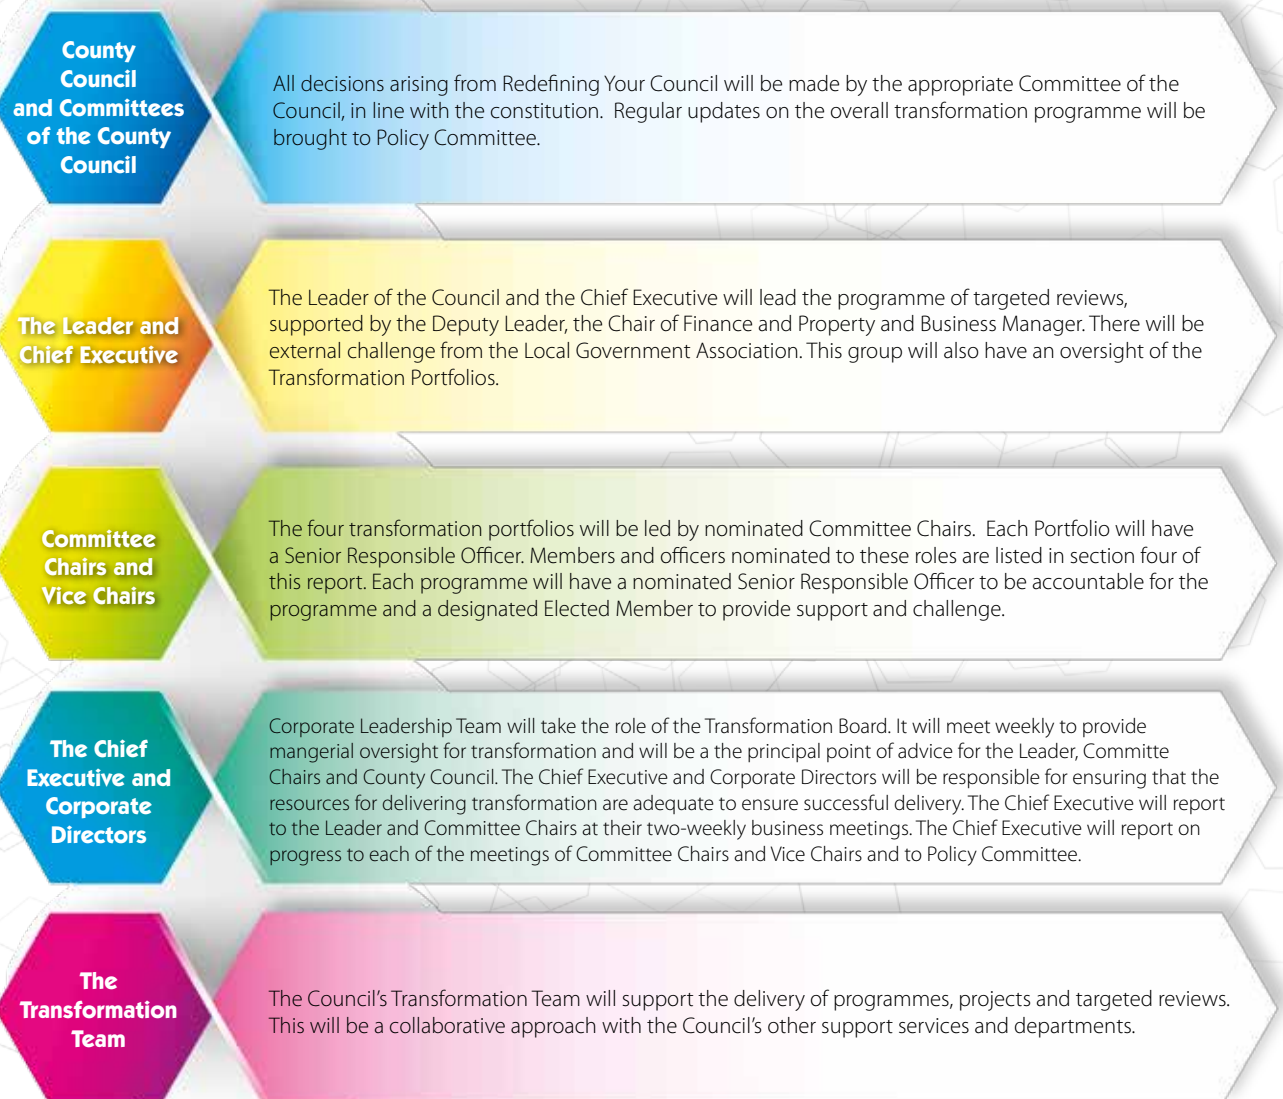 County
Council
and Committees
of the County
Council
All decisions arising from Redefining Your Council will be made by the appropriate Committee of the
Council, in line with the constitution.  Regular updates on the overall transformation programme will be
brought to Policy Committee.
The Leader and
Chief Executive
The Leader of the Council and the Chief Executive will lead the programme of targeted reviews,
supported by the Deputy Leader, the Chair of Finance and Property and Business Manager. There will be
external challenge from the Local Government Association. This group will also have an oversight of the
Transformation Portfolios.
Committee
Chairs and
Vice Chairs
The four transformation portfolios will be led by nominated Committee Chairs.  Each Portfolio will have
a Senior Responsible Officer. Members and officers nominated to these roles are listed in section four of
this report. Each programme will have a nominated Senior Responsible Officer to be accountable for the
programme and a designated Elected Member to provide support and challenge.
The Chief
Executive and
Corporate
Directors
Corporate Leadership Team will take the role of the Transformation Board. It will meet weekly to provide
mangerial oversight for transformation and will be a the principal point of advice for the Leader, Committe
Chairs and County Council. The Chief Executive and Corporate Directors will be responsible for ensuring that the
resources for delivering transformation are adequate to ensure successful delivery. The Chief Executive will report
to the Leader and Committee Chairs at their two-weekly business meetings. The Chief Executive will report on
progress to each of the meetings of Committee Chairs and Vice Chairs and to Policy Committee.
The
Transformation
Team
The Council's Transformation Team will support the delivery of programmes, projects and targeted reviews.
This will be a collaborative approach with the Council's other support services and departments.